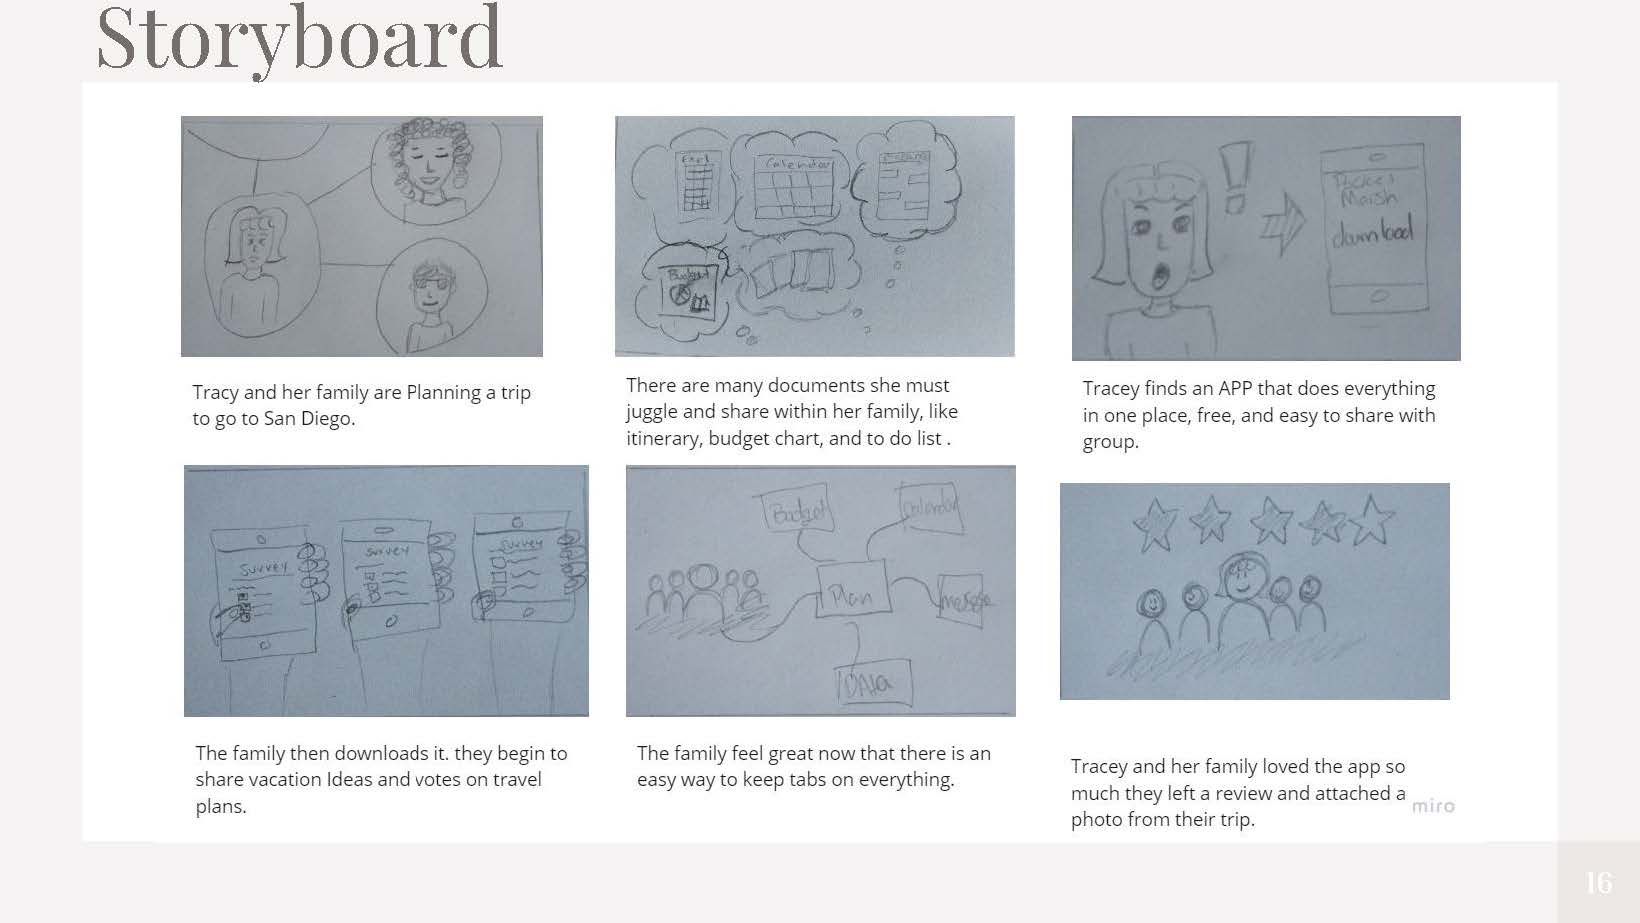 Storyboard
Exel
Calendar
Budget
download
Tracy and her family are Planning a trip
to go to San Diego.
There are many documents she must
juggle and share within her family, like
itinerary, budget chart, and to do list .
Tracey finds an APP that does everything
in one place, free, and easy to share with
group.
survey
survey
survey
Budget
Calendar
Plan
DAta
The family then downloads it. they begin to
share vacation Ideas and votes on travel
plans.
The family feel great now that there is an
easy way to keep tabs on everything.
Tracey and her family loved the app so
much they left a review and attached a
photo from their trip.
miro
16